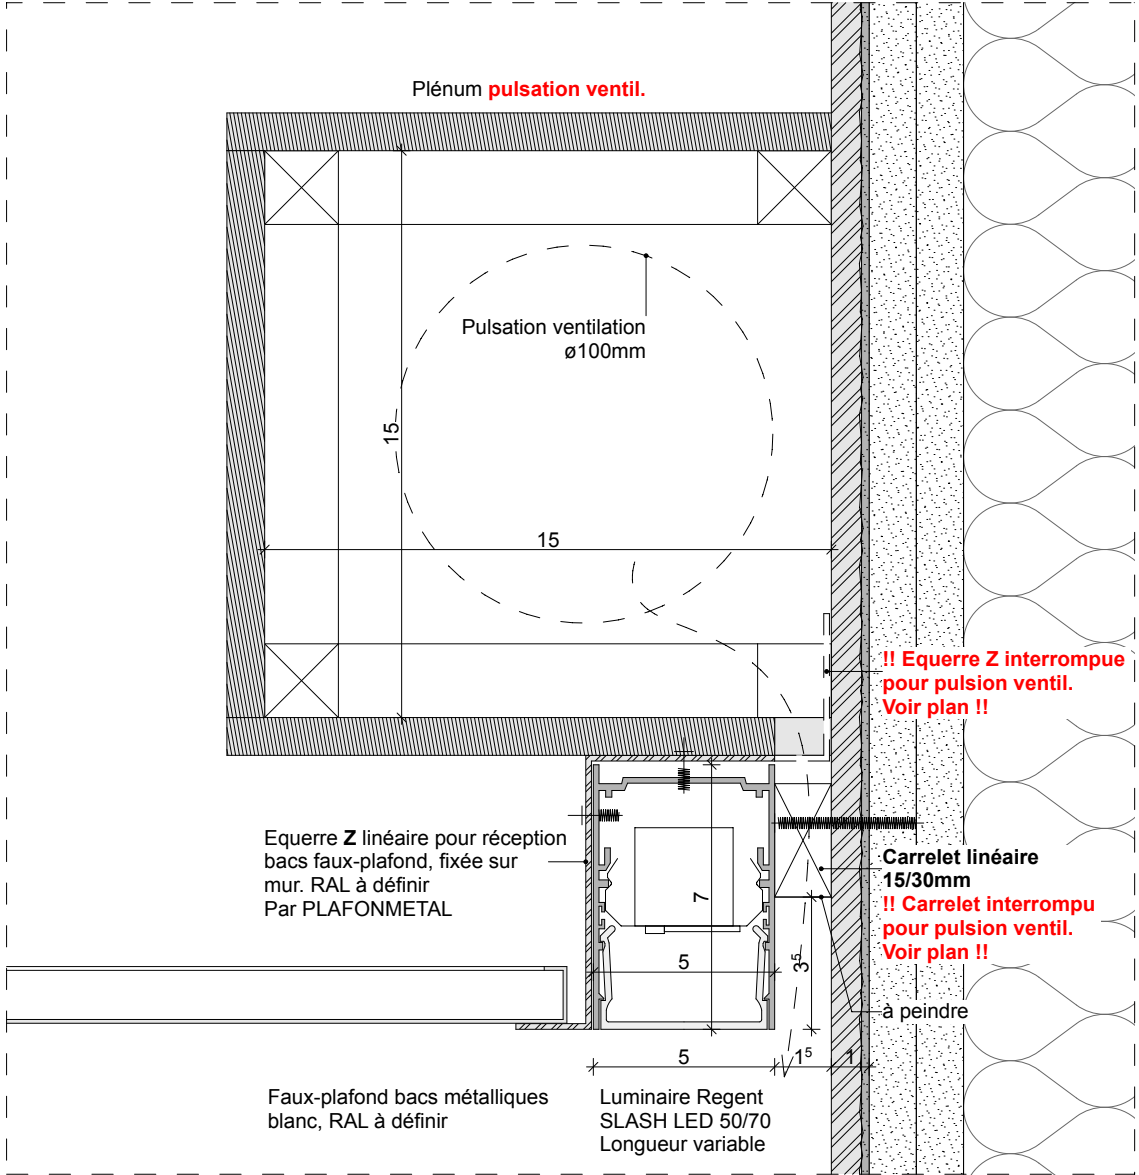 Plénum pulsation ventil.
Pulsation ventilation
ø100mm
15
15
!! Equerre Z interrompue
pour pulsion ventil.
Voir plan !!
Equerre Z linéaire pour réception
bacs faux-plafond, fixée sur
mur. RAL à définir
Par PLAFONMETAL
7
Carrelet linéaire
15/30mm
!! Carrelet interrompu
pour pulsion ventil.
Voir plan !!
5
3⁵
à peindre
5
1⁵
1
Faux-plafond bacs métalliques
blanc, RAL à définir
Luminaire Regent
SLASH LED 50/70
Longueur variable